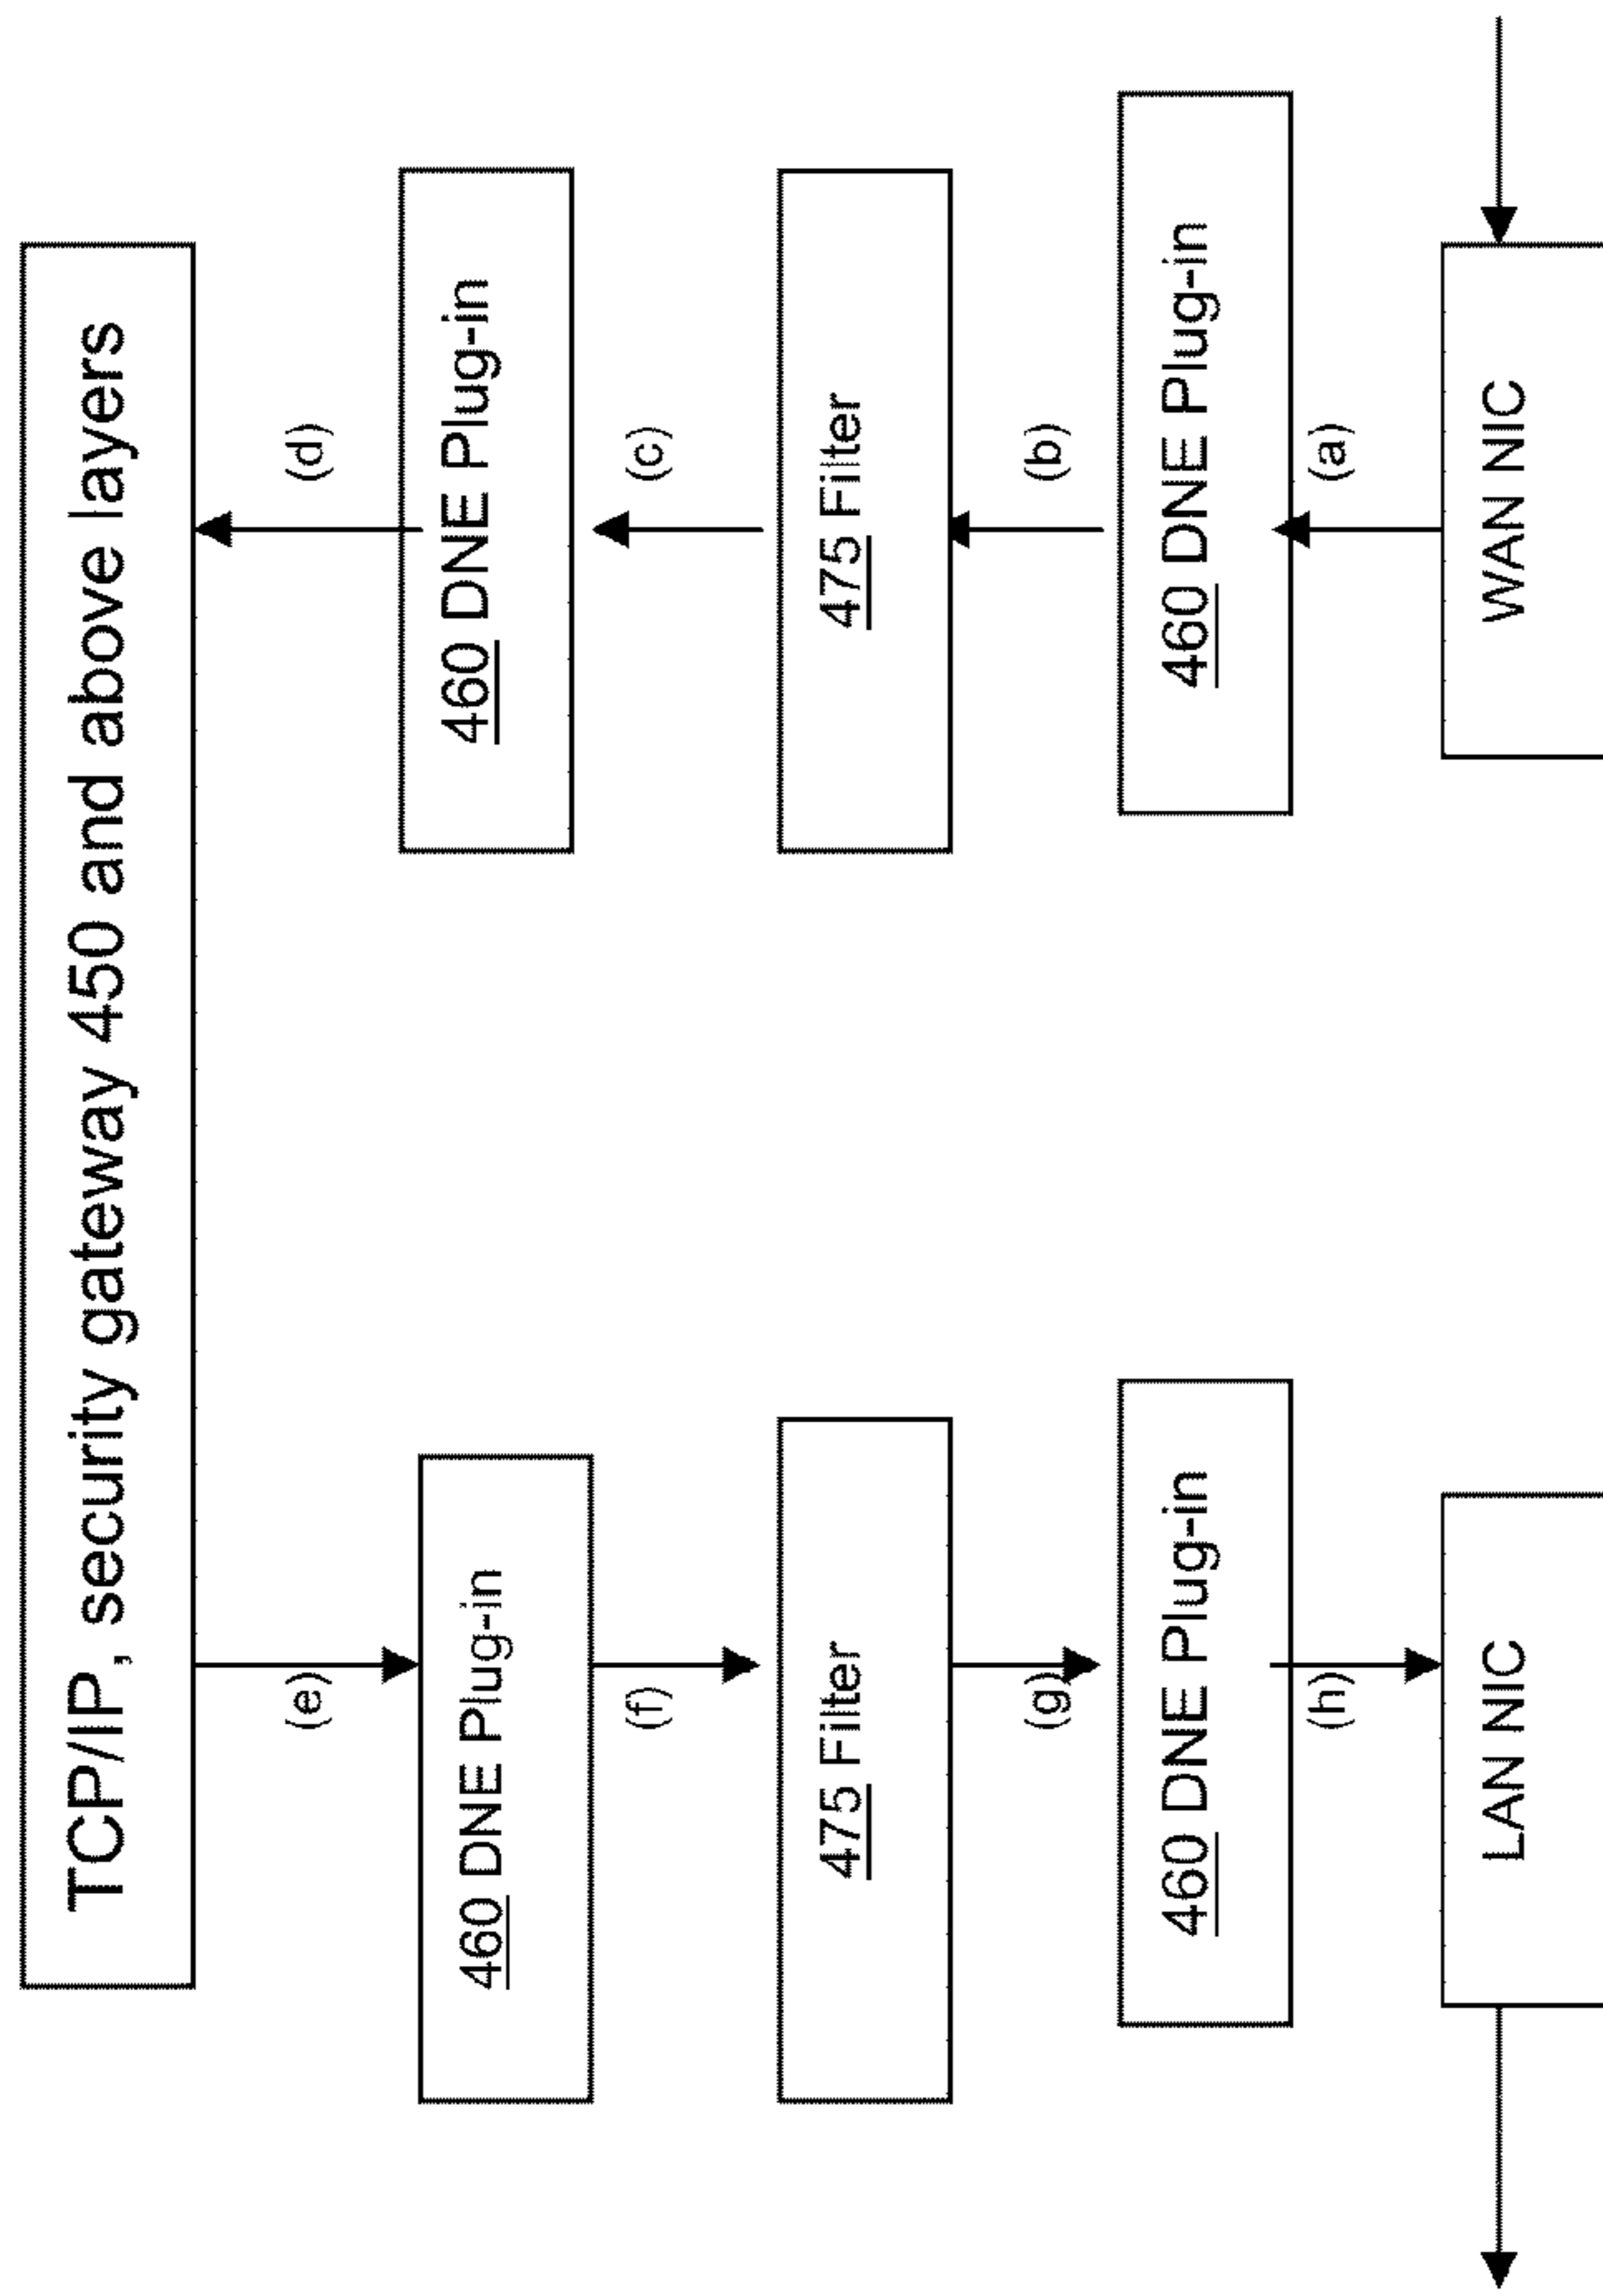 TCP/IP, security gateway 450 and above layers
(e)
(d)
460 DNE Plug-in
460 DNE Plug-in
(f)
(c)
475 Filter
475 Filter
(g)
(b)
460 DNE Plug-in
460 DNE Plug-in
(h)
(a)
LAN NIC
WAN NIC